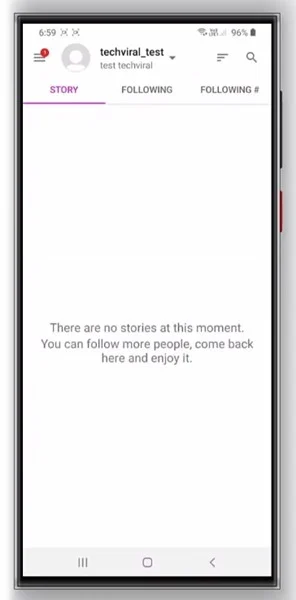 6:59 96%
techviral_test
test techviral
STORY FOLLOWING FOLLOWING #
There are no stories at this moment.
You can follow more people, come back
here and enjoy it.